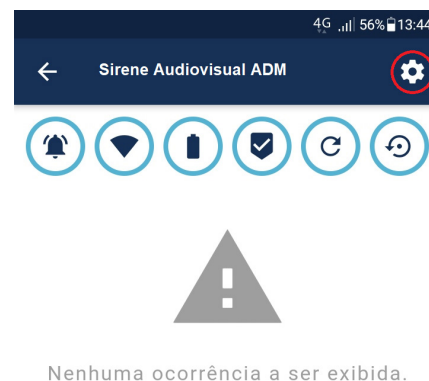 4G 56% 13:44
Sirene Audiovisual ADM
Nenhuma ocorrência a ser exibida.